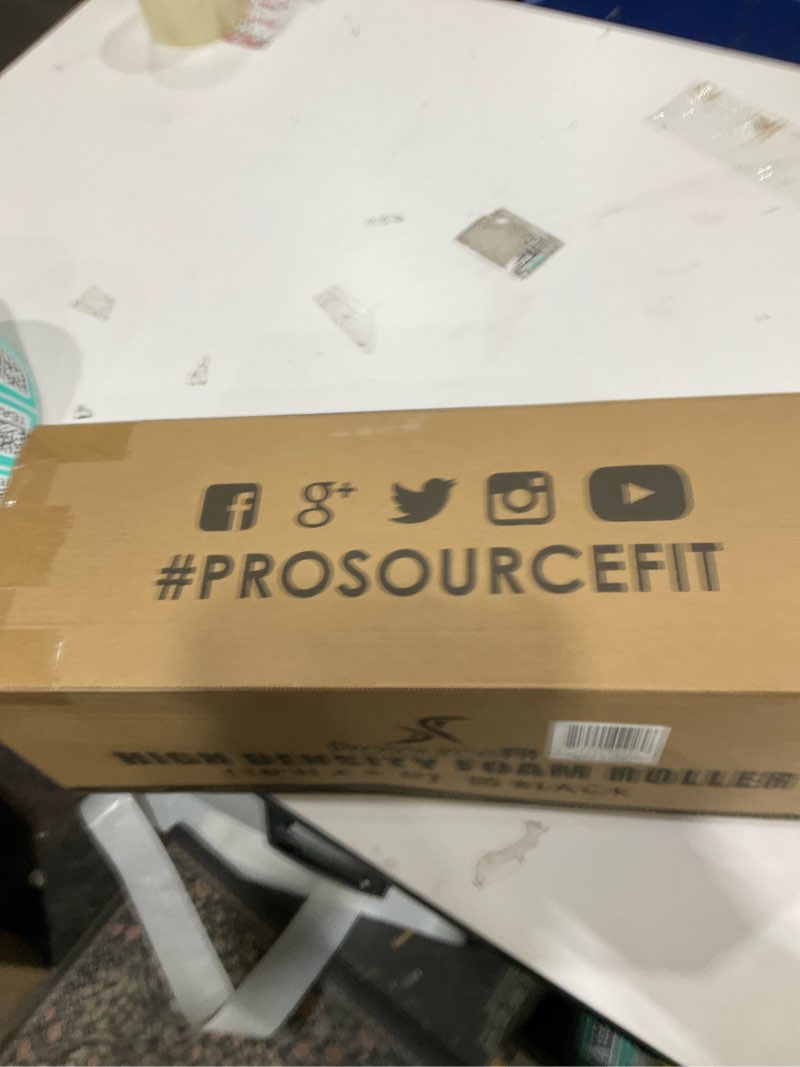 #PROSOURCEFIT
HIGH DENSITY FOAM ROLLER
BLACK